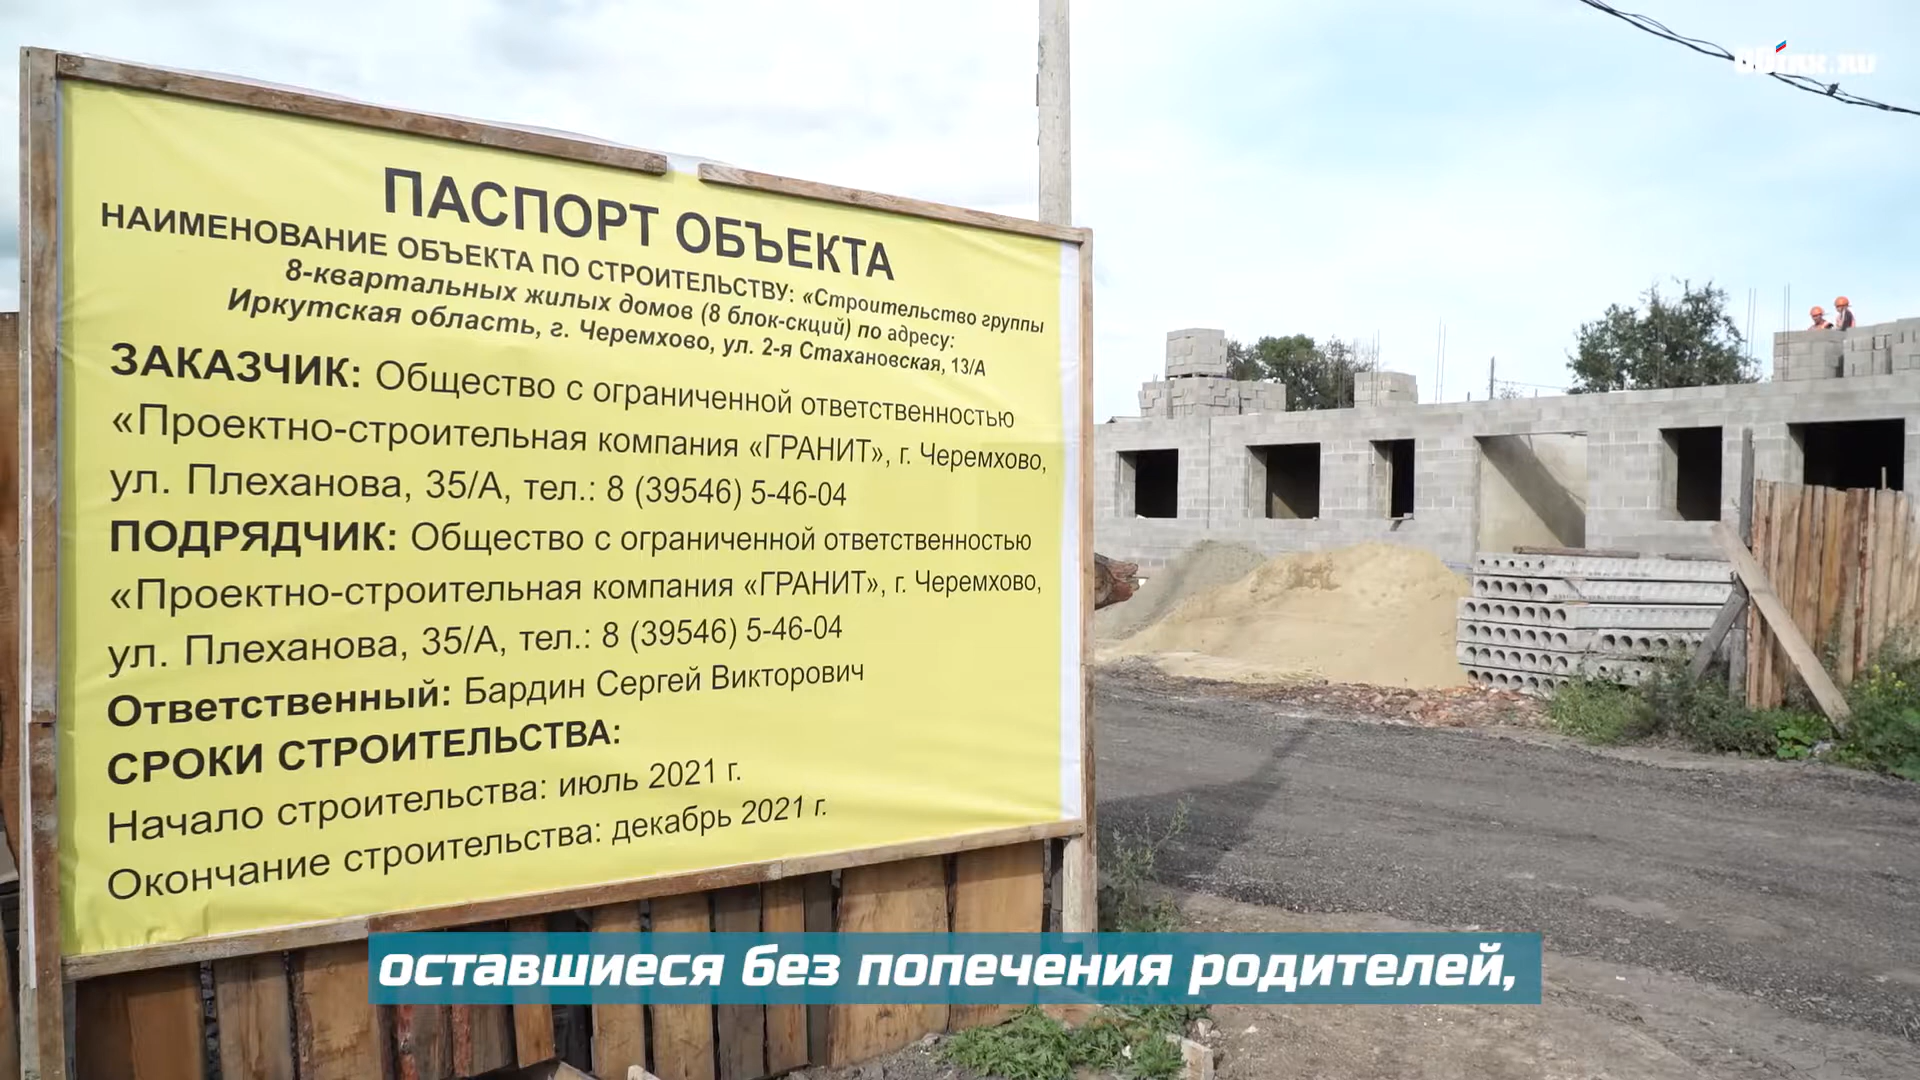 ПАСПОРТ ОБЪЕКТА
НАИМЕНОВАНИЕ ОБЪЕКТА ПО СТРОИТЕЛЬСТВУ: «Строительство группы
8-квартальных жилых домов (8 блок-скций) по адресу:
Иркутская область, г. Черемхово, ул. 2-я Стахановская, 13/А
ЗАКАЗЧИК: Общество с ограниченной ответственностью
«Проектно-строительная компания «ГРАНИТ», г. Черемхово,
ул. Плеханова, 35/А, тел.: 8 (39546) 5-46-04
ПОДРЯДЧИК: Общество с ограниченной ответственностью
«Проектно-строительная компания «ГРАНИТ», г. Черемхово,
ул. Плеханова, 35/А, тел.: 8 (39546) 5-46-04
Ответственный: Бардин Сергей Викторович
СРОКИ СТРОИТЕЛЬСТВА:
Начало строительства: июль 2021 г.
Окончание строительства: декабрь 2021 г.
оставшиеся без попечения родителей,